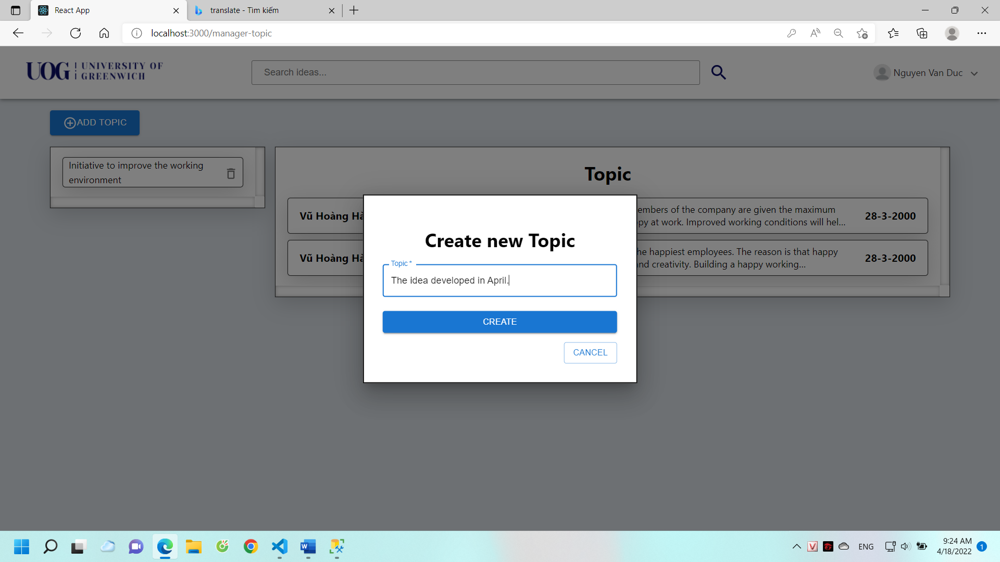 React App
translate - Tìm kiếm
localhost:3000/manager-topic
UOG UNIVERSITY OF GREENWICH
Search ideas...
Nguyen Van Duc
ADD TOPIC
Initiative to improve the working
environment
Topic
Vũ Hoàng Hà
embers of the company are given the maximum
py at work. Improved working conditions will hel...
28-3-2000
Vũ Hoàng Hà
he happiest employees. The reason is that happy
nd creativity. Building a happy working...
28-3-2000
Create new Topic
Topic *
The idea developed in April.
CREATE
CANCEL
ENG
9:24 AM
4/18/2022
1